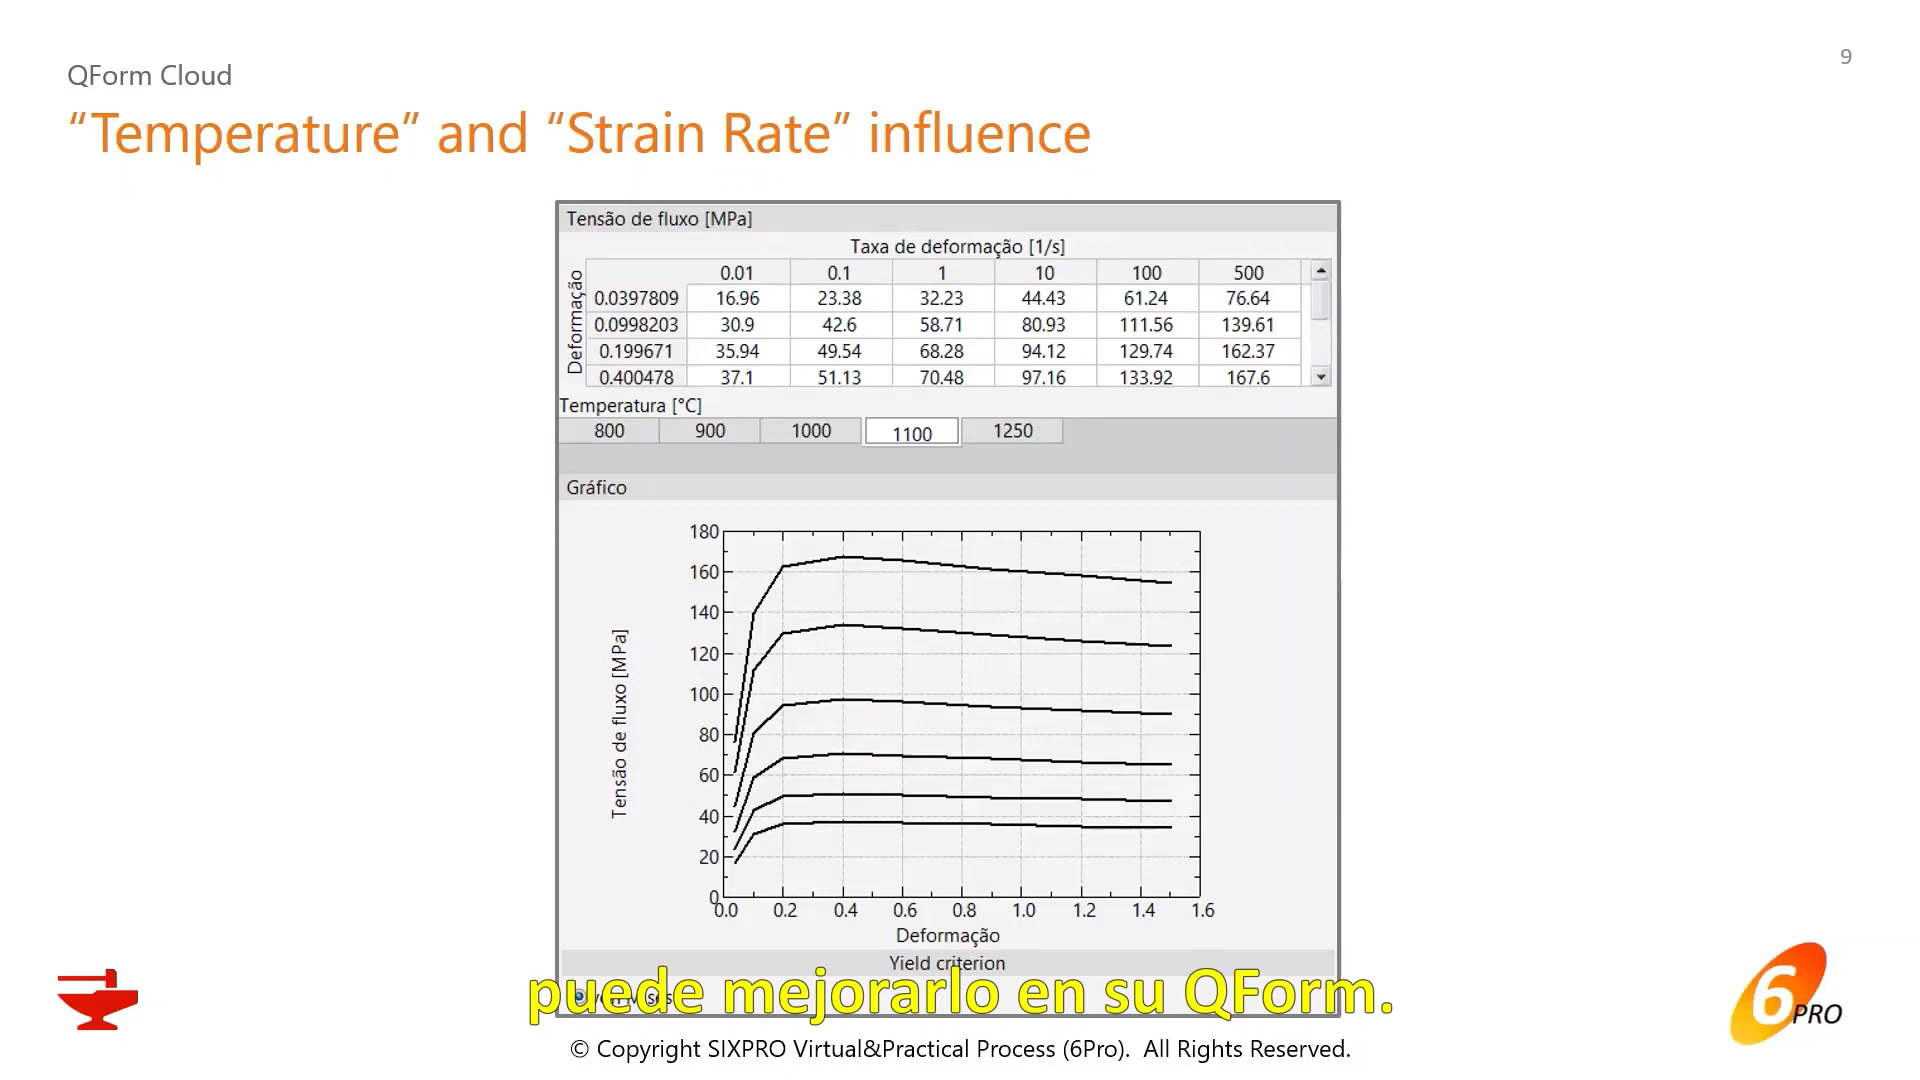 QForm Cloud
9
“Temperature” and “Strain Rate” influence
Tensão de fluxo [MPa]
Taxa de deformação [1/s]
Deformação
0.01 0.1 1 10 100 500
0.0397809 16.96 23.38 32.23 44.43 61.24 76.64
0.0998203 30.9 42.6 58.71 80.93 111.56 139.61
0.199671 35.94 49.54 68.28 94.12 129.74 162.37
0.400478 37.1 51.13 70.48 97.16 133.92 167.6
Temperatura [°C]
800 900 1000 1100 1250
Gráfico
Tensão de fluxo [MPa]
180
160
140
120
100
80
60
40
20
0
0.0 0.2 0.4 0.6 0.8 1.0 1.2 1.4 1.6
Deformação
Yield criterion
puede mejorarlo en su QForm.
6PRO
© Copyright SIXPRO Virtual&Practical Process (6Pro). All Rights Reserved.